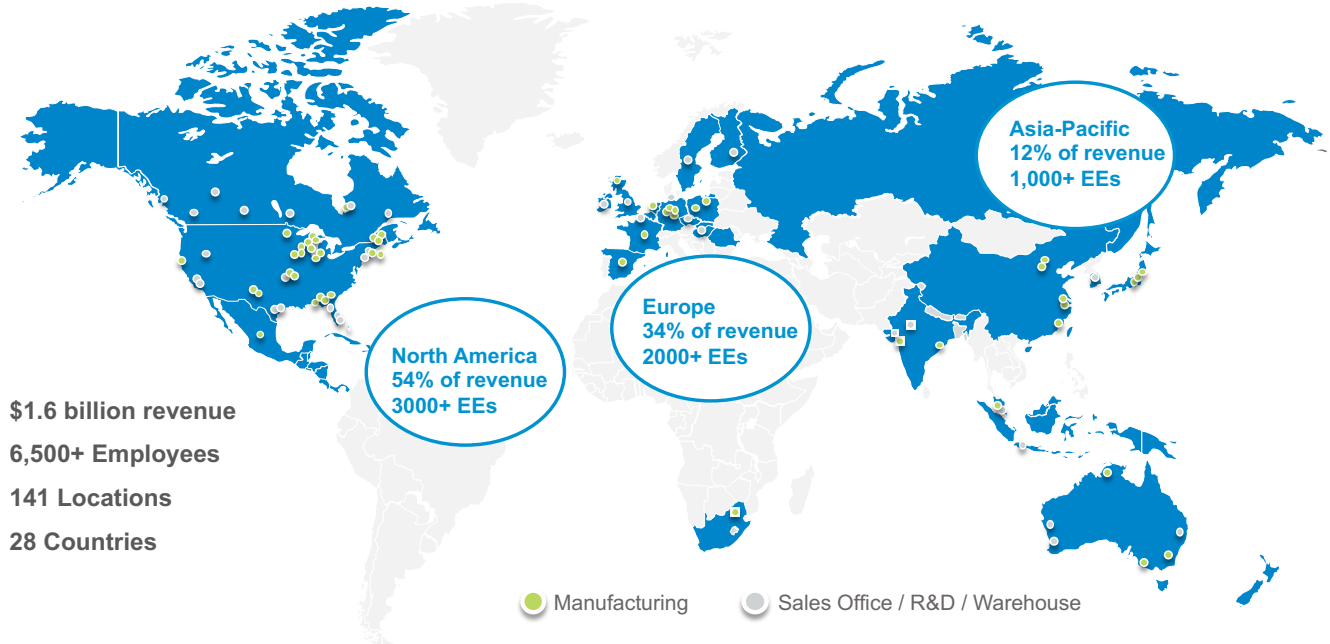 Asia-Pacific
12% of revenue
1,000+ EEs
Europe
34% of revenue
2000+ EEs
North America
54% of revenue
3000+ EEs
$1.6 billion revenue
6,500+ Employees
141 Locations
28 Countries
Manufacturing
Sales Office / R&D / Warehouse